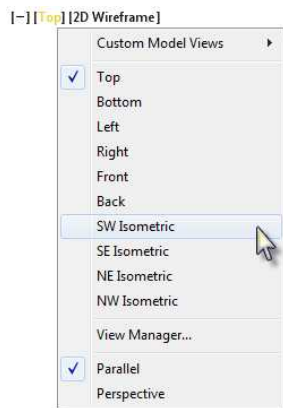 [−][Top][2D Wireframe]
Custom Model Views
Top
Bottom
Left
Right
Front
Back
SW Isometric
SE Isometric
NE Isometric
NW Isometric
View Manager...
Parallel
Perspective